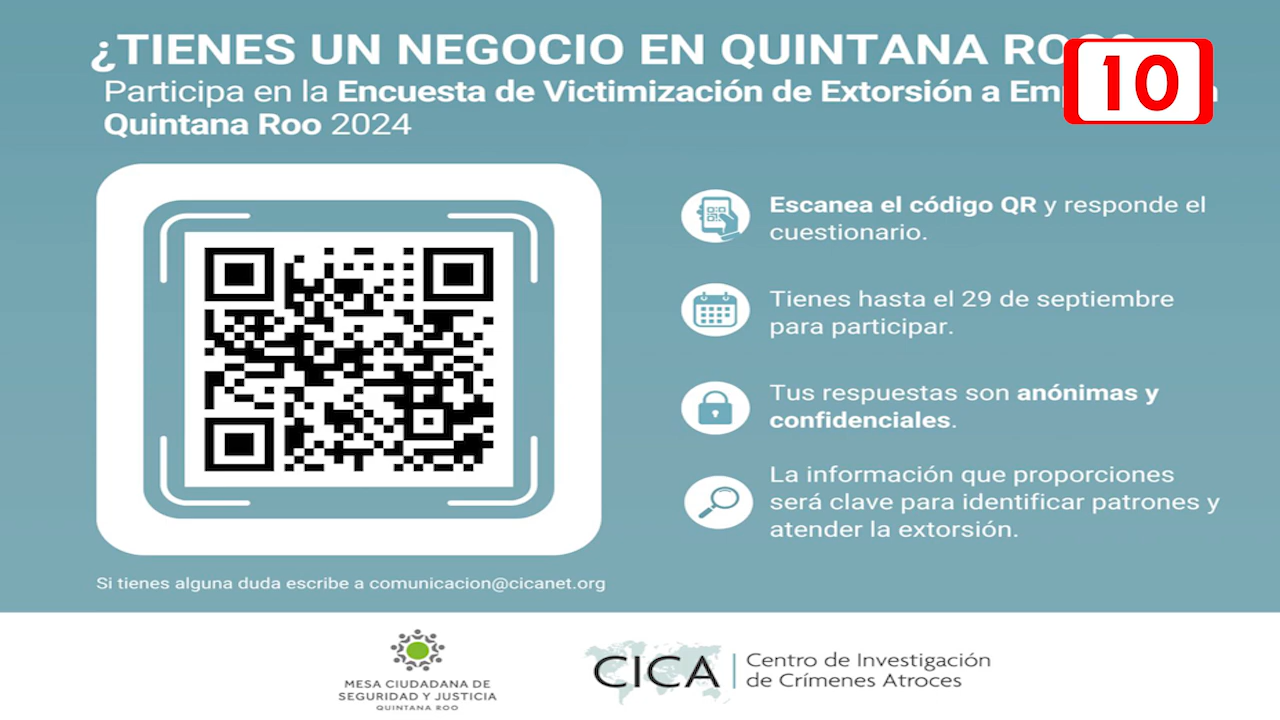 ¿TIENES UN NEGOCIO EN QUINTANA
10
Participa en la Encuesta de Victimización de Extorsión a
Quintana Roo 2024
Escanea el código QR y responde el
cuestionario.
Tienes hasta el 29 de septiembre
para participar.
Tus respuestas son anónimas y
confidenciales.
La información que proporciones
será clave para identificar patrones y
atender la extorsión.
Si tienes alguna duda escribe a comunicacion@cicanet.org
MESA CIUDADANA DE
SEGURIDAD Y JUSTICIA
QUINTANA ROO
CICA
Centro de Investigación
de Crímenes Atroces